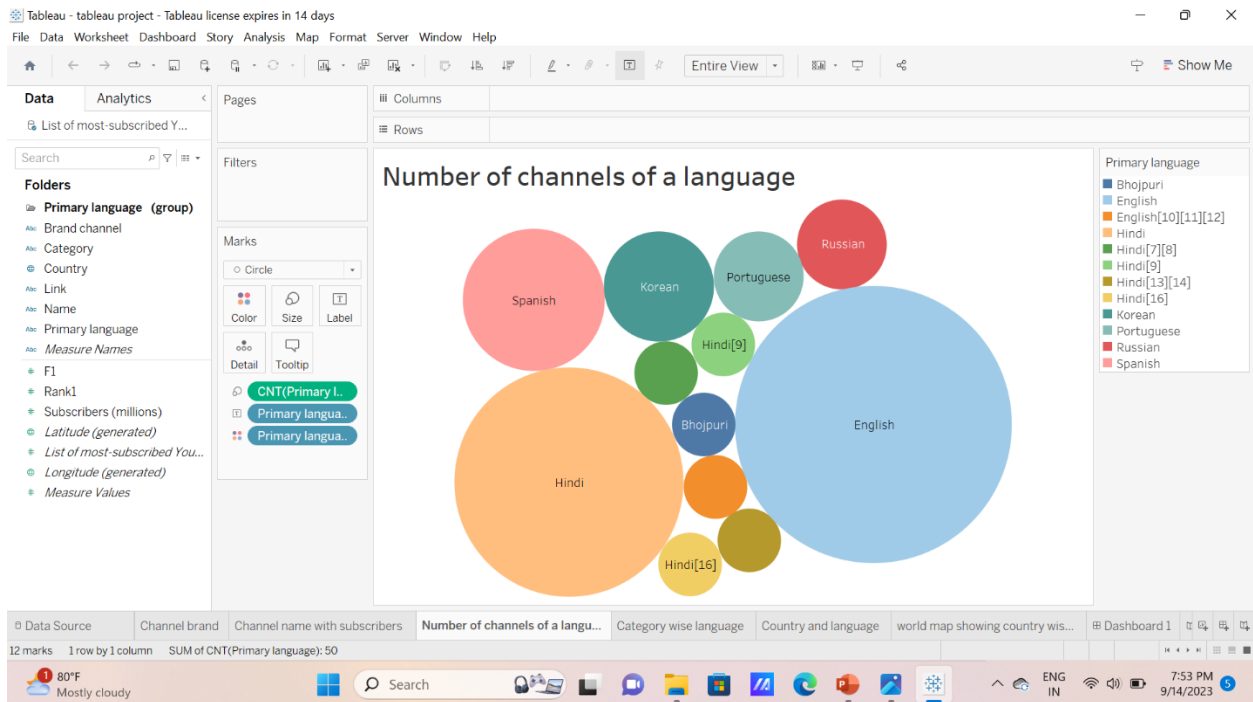 Tableau - tableau project - Tableau license expires in 14 days
File Data Worksheet Dashboard Story Analysis Map Format Server Window Help
Entire View
Show Me
Data Analytics
List of most-subscribed Y...
Search
Folders
Primary language (group)
Abc Brand channel
Abc Category
Country
Abc Link
Abc Name
Abc Primary language
Abc Measure Names
# F1
# Rank1
# Subscribers (millions)
Latitude (generated)
# List of most-subscribed You...
Longitude (generated)
# Measure Values
Pages
Filters
Marks
Circle
Color Size Label
Detail Tooltip
CNT(Primary l..
Primary langua..
Primary langua..
Columns
Rows
Number of channels of a language
Russian
Portuguese
Korean
Spanish
Hindi[9]
Bhojpuri
English
Hindi
Hindi[16]
Primary language
Bhojpuri
English
English[10][11][12]
Hindi
Hindi[7][8]
Hindi[9]
Hindi[13][14]
Hindi[16]
Korean
Portuguese
Russian
Spanish
Data Source Channel brand Channel name with subscribers Number of channels of a langu... Category wise language Country and language world map showing country wis... Dashboard 1
12 marks 1 row by 1 column SUM of CNT(Primary language): 50
1
80°F
Mostly cloudy
Search
ENG
IN
7:53 PM
9/14/2023
5